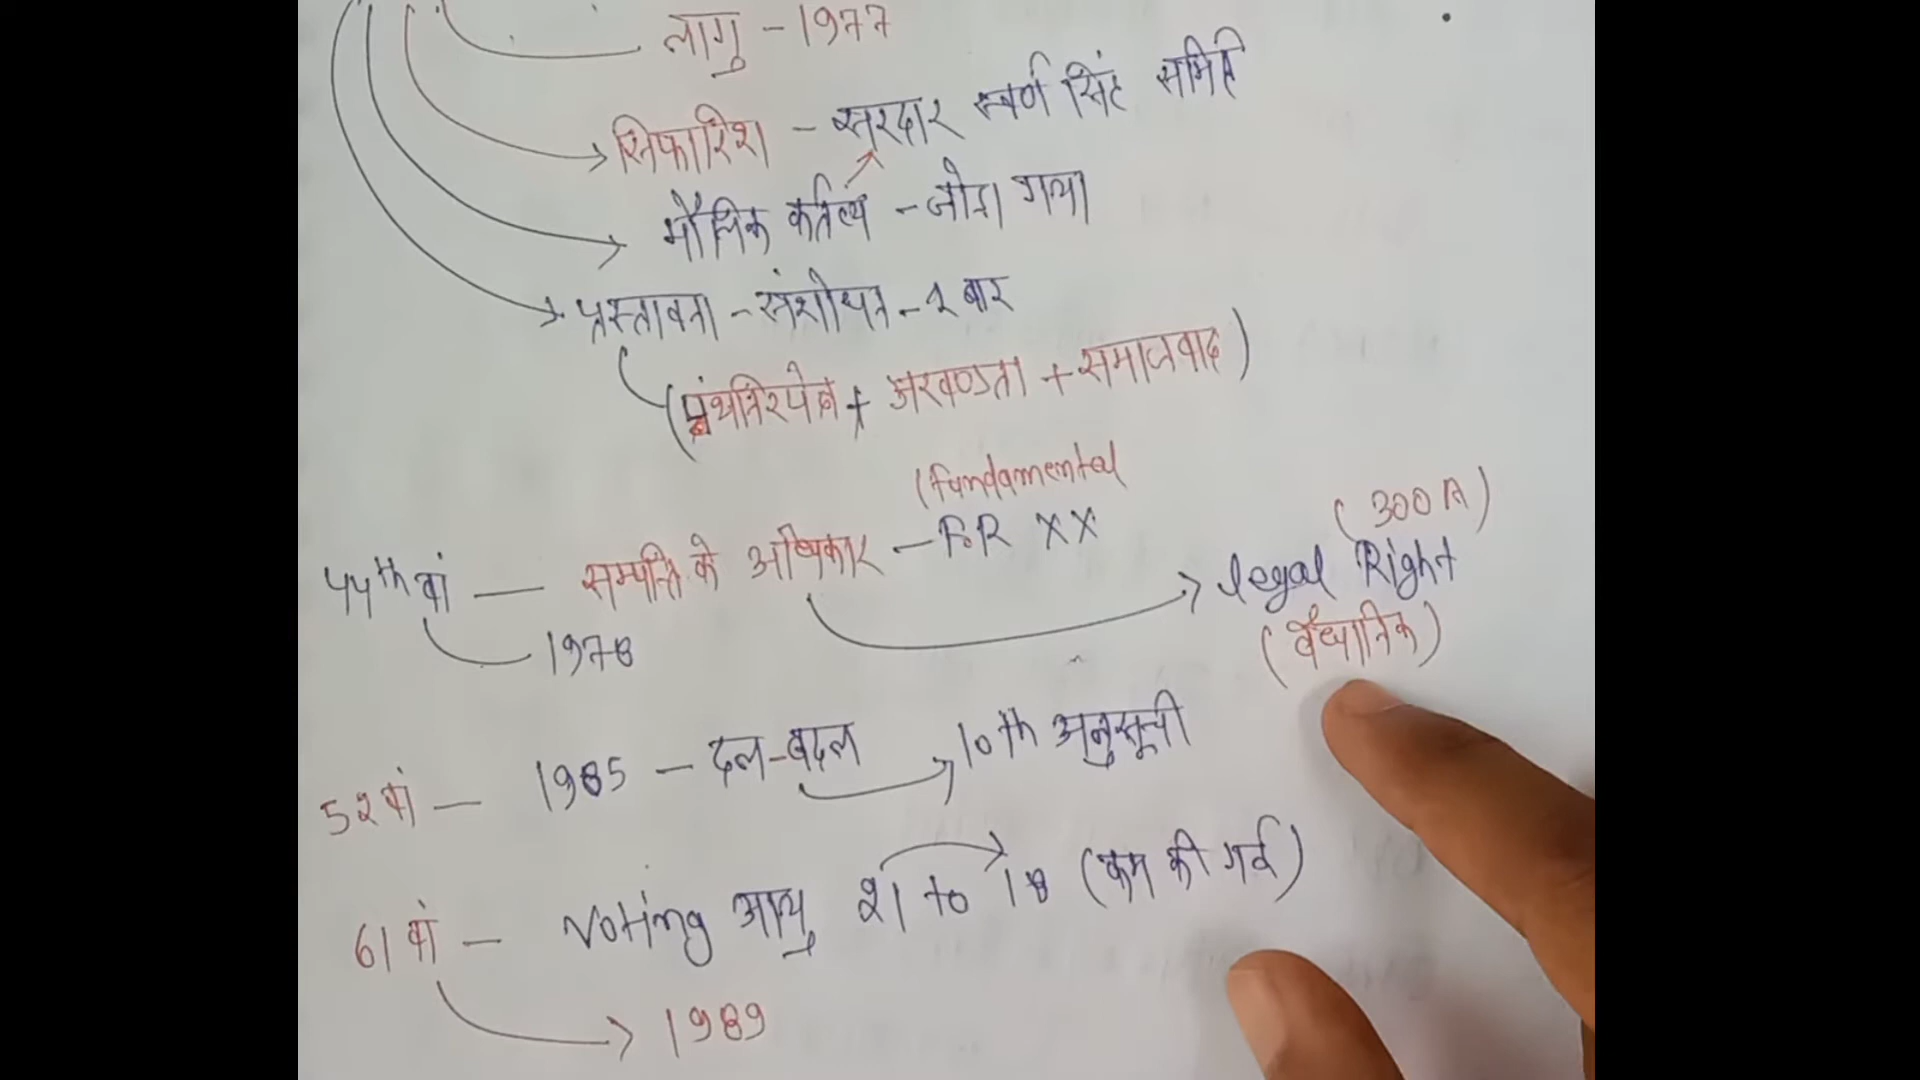 लागु - 1977
सिफारिश - सरदार स्वर्ण सिंह समिति
मौलिक कर्तव्य - जोड़ा गया
प्रस्तावना - संशोधन - 1 बार
(पंथनिरपेक्ष + अखण्डता + समाजवाद)
(fundamental
44th वां — सम्पत्ति के अधिकार — FR XX
(300 A)
legal Right
(वैधानिक)
1978
52 वां — 1985 — दल-बदल 10th अनुसूची
61 वां — Voting आयु 21 to 18 (कम की गई)
1989